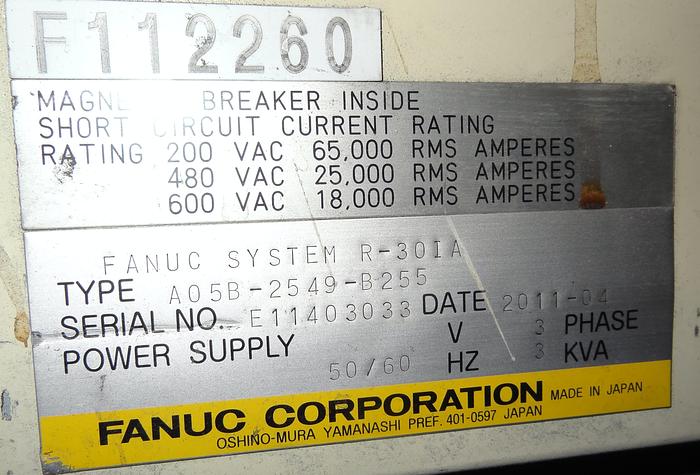 F112260
MAGNE BREAKER INSIDE
SHORT CIRCUIT CURRENT RATING
RATING 200 VAC 65,000 RMS AMPERES
480 VAC 25,000 RMS AMPERES
600 VAC 18,000 RMS AMPERES
FANUC SYSTEM R-30IA
TYPE A05B-2549-B255
SERIAL NO. E11403033 DATE 2011-04
POWER SUPPLY V 3 PHASE
50/60 HZ 3 KVA
FANUC CORPORATION MADE IN JAPAN
OSHINO-MURA YAMANASHI PREF. 401-0597 JAPAN